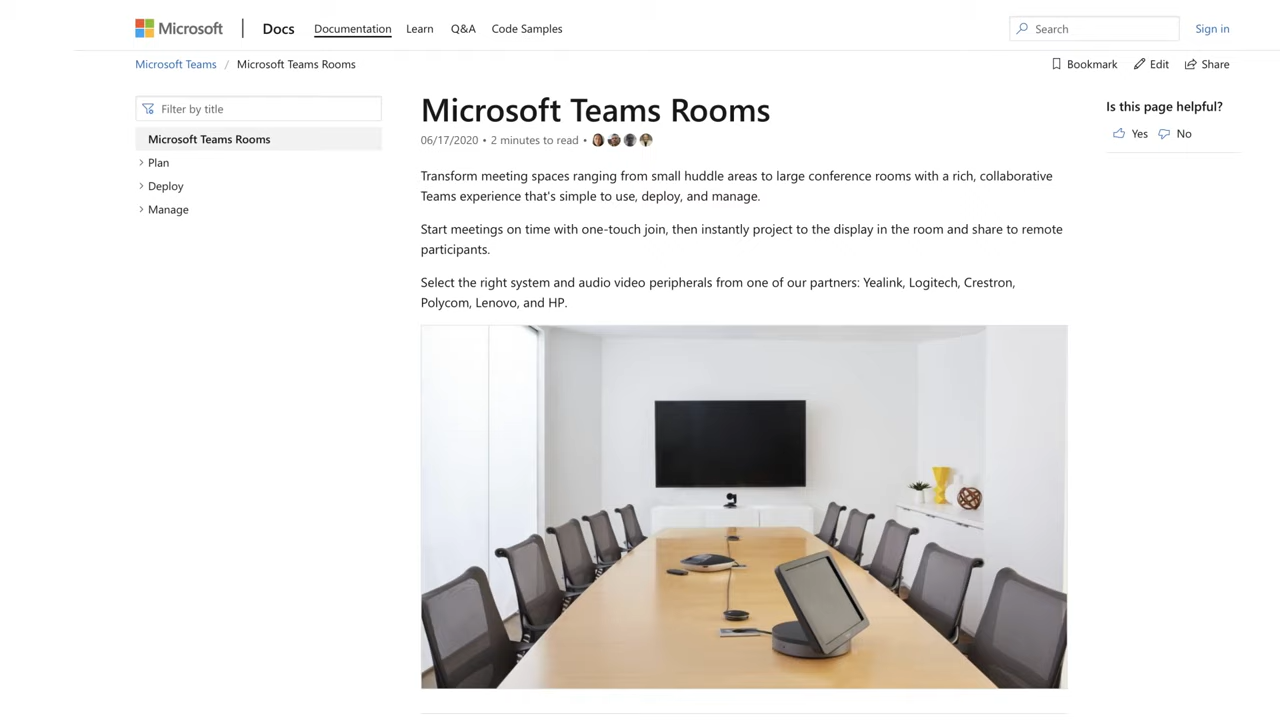 Microsoft Docs Documentation Learn Q&A Code Samples Search Sign in
Microsoft Teams / Microsoft Teams Rooms Bookmark Edit Share
Filter by title
Microsoft Teams Rooms
Plan
Deploy
Manage
Microsoft Teams Rooms
06/17/2020 • 2 minutes to read •
Transform meeting spaces ranging from small huddle areas to large conference rooms with a rich, collaborative
Teams experience that's simple to use, deploy, and manage.
Start meetings on time with one-touch join, then instantly project to the display in the room and share to remote
participants.
Select the right system and audio video peripherals from one of our partners: Yealink, Logitech, Crestron,
Polycom, Lenovo, and HP.
Is this page helpful?
Yes No